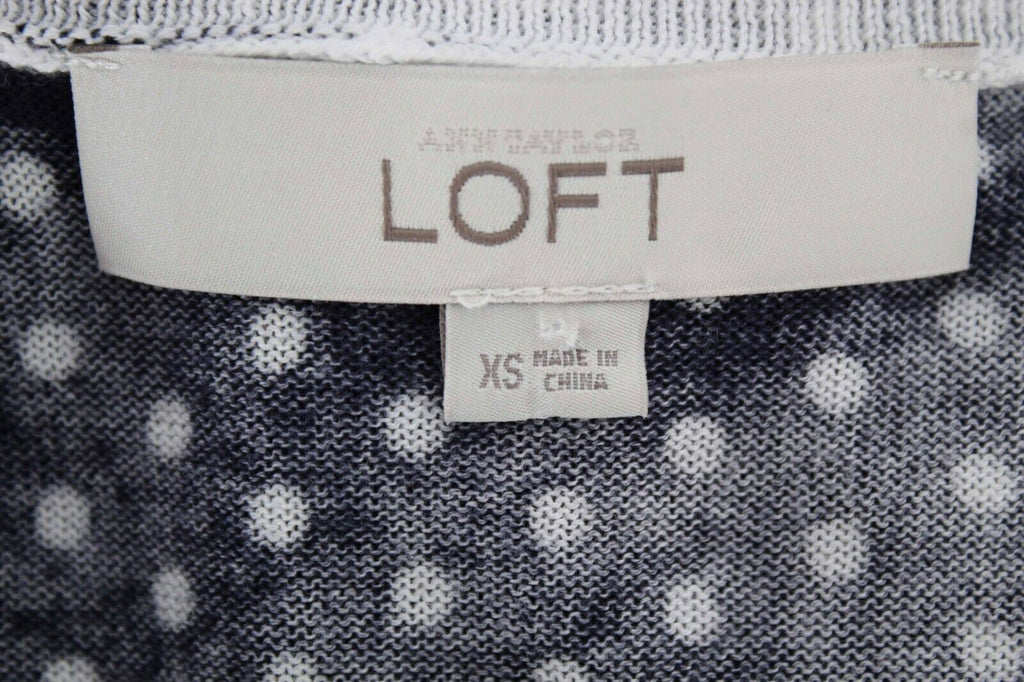 ANN TAYLOR
LOFT
XS MADE IN
CHINA